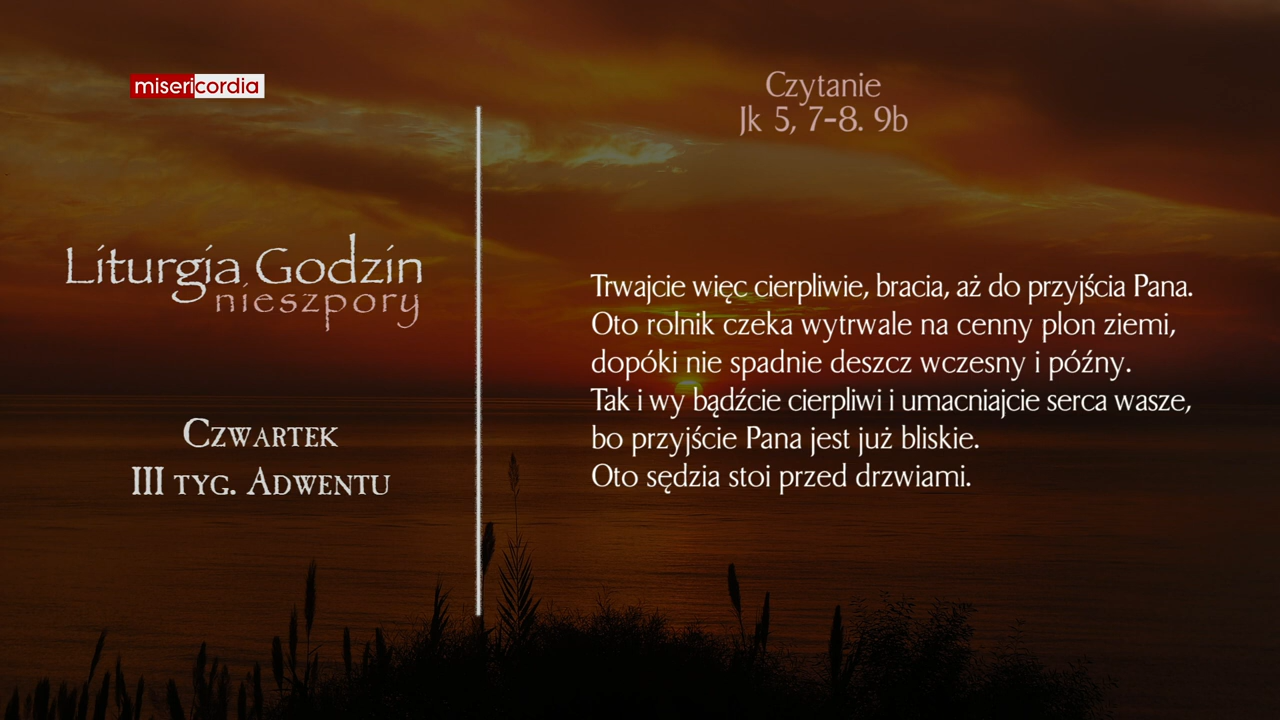 misericordia
Liturgia Godzin
nieszpory
Czwartek
III tyg. Adwentu
Czytanie
Jk 5, 7-8. 9b
Trwajcie więc cierpliwie, bracia, aż do przyjścia Pana.
Oto rolnik czeka wytrwale na cenny plon ziemi,
dopóki nie spadnie deszcz wczesny i późny.
Tak i wy bądźcie cierpliwi i umacniajcie serca wasze,
bo przyjście Pana jest już bliskie.
Oto sędzia stoi przed drzwiami.